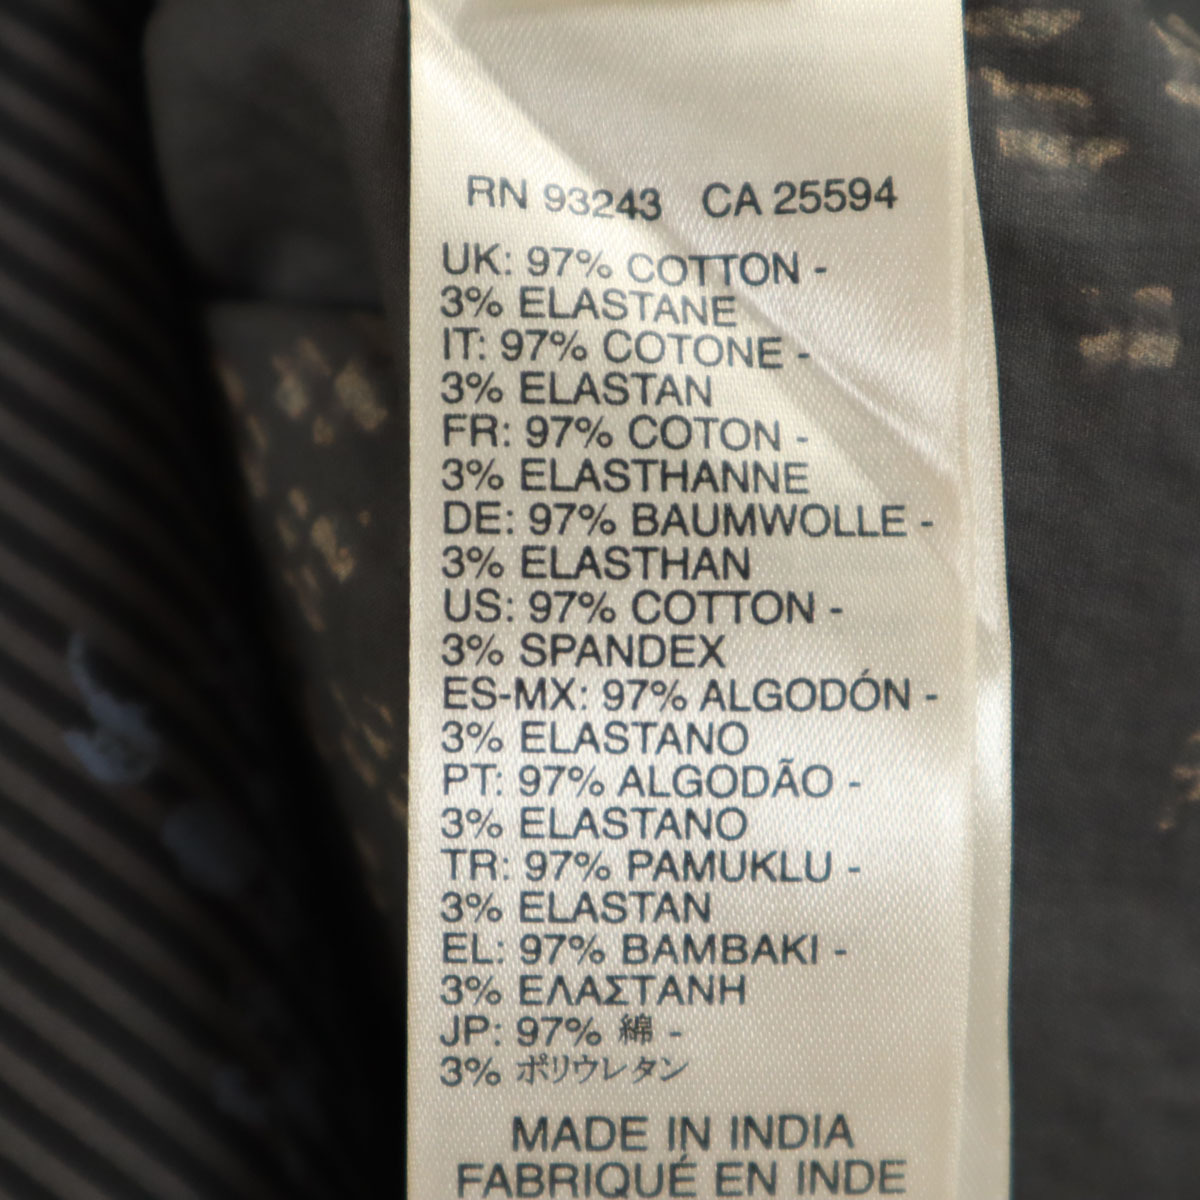 RN 93243 CA 25594
UK: 97% COTTON -
3% ELASTANE
IT: 97% COTONE -
3% ELASTAN
FR: 97% COTON -
3% ELASTHANNE
DE: 97% BAUMWOLLE -
3% ELASTHAN
US: 97% COTTON -
3% SPANDEX
ES-MX: 97% ALGODÓN -
3% ELASTANO
PT: 97% ALGODÃO -
3% ELASTANO
TR: 97% PAMUKLU -
3% ELASTAN
EL: 97% ΒΑΜΒΑΚΙ -
3% ΕΛΑΣΤΑΝΗ
JP: 97% 綿 -
3% ポリウレタン
MADE IN INDIA
FABRIQUÉ EN INDE